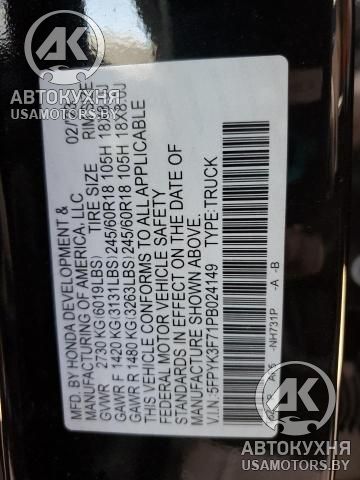 MFD. BY HONDA DEVELOPMENT &
MANUFACTURING OF AMERICA, LLC.
GVWR 2730 KG(6019LBS) TIRE SIZE
GAWR F 1420 KG(3131LBS) 245/60R18 105H
GAWR R 1480 KG(3263LBS) 245/60R18 105H
THIS VEHICLE CONFORMS TO ALL APPLICABLE
FEDERAL MOTOR VEHICLE SAFETY
STANDARDS IN EFFECT ON THE DATE OF
MANUFACTURE SHOWN ABOVE.
V.I.N.:5FPYK3F71PB024149 TYPE:TRUCK
-NH731P -A -B
АК
АВТОКУХНЯ
USAMOTORS.BY
АК
АВТОКУХНЯ
USAMOTORS.BY